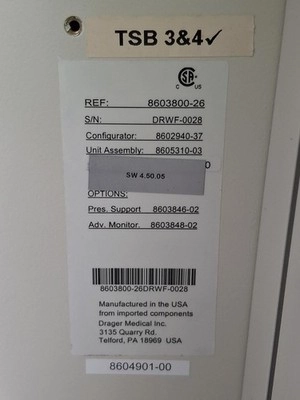 TSB 3&4✓
C US
REF: 8603800-26
S/N: DRWF-0028
Configurator: 8602940-37
Unit Assembly: 8605310-03
0
SW 4.50.05
OPTIONS:
Pres. Support 8603846-02
Adv. Monitor. 8603848-02
8603800-26DRWF-0028
Manufactured in the USA
from imported components
Drager Medical Inc.
3135 Quarry Rd.
Telford, PA 18969 USA
8604901-00